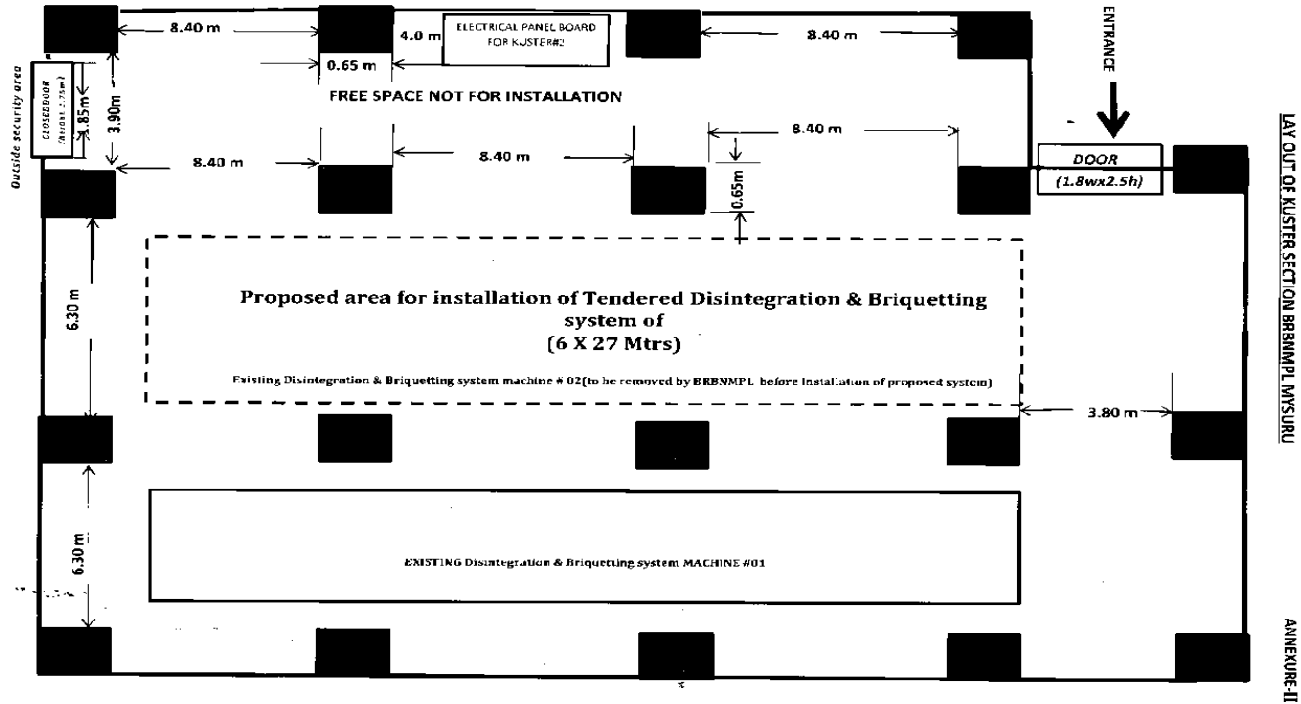 8.40 m
4.0 m
ELECTRICAL PANEL BOARD
FOR KUSTER#2
8.40 m
ENTRANCE
0.65 m
Outside security area
CLOSEDDOOR
3.90m
FREE SPACE NOT FOR INSTALLATION
8.40 m
8.40 m
8.40 m
0.65m
DOOR
(1.8wx2.5h)
LAY OUT OF KUSTER SECTION BRBNMPL MYSURU
6.30 m
Proposed area for installation of Tendered Disintegration & Briquetting
system of
(6 X 27 Mtrs)
Existing Disintegration & Briquetting system machine # 02(to be removed by BRBNMPL before Installation of proposed system)
3.80 m
6.30 m
EXISTING Disintegration & Briquetting system MACHINE #01
ANNEXURE-II